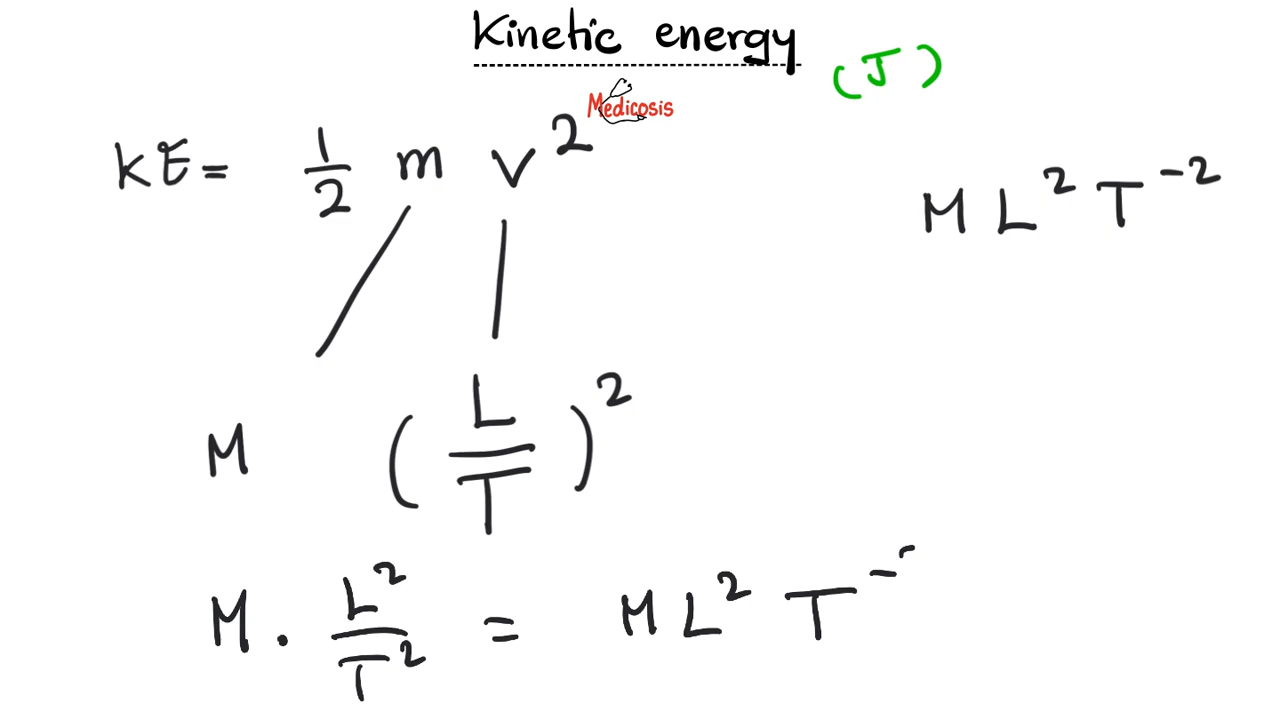 Kinetic energy
(J)
Medicosis
KE = 1/2 m v²
M L² T⁻²
M (L/T)²
M . L²/T² = M L² T⁻